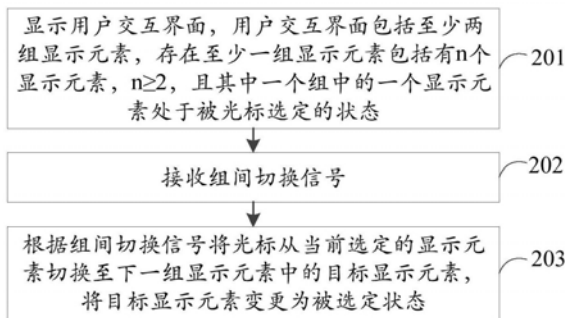 显示用户交互界面，用户交互界面包括至少两
组显示元素，存在至少一组显示元素包括有n个
显示元素，n≥2，且其中一个组中的一个显示元
素处于被光标选定的状态
201
接收组间切换信号
202
根据组间切换信号将光标从当前选定的显示元
素切换至下一组显示元素中的目标显示元素，
将目标显示元素变更为被选定状态
203